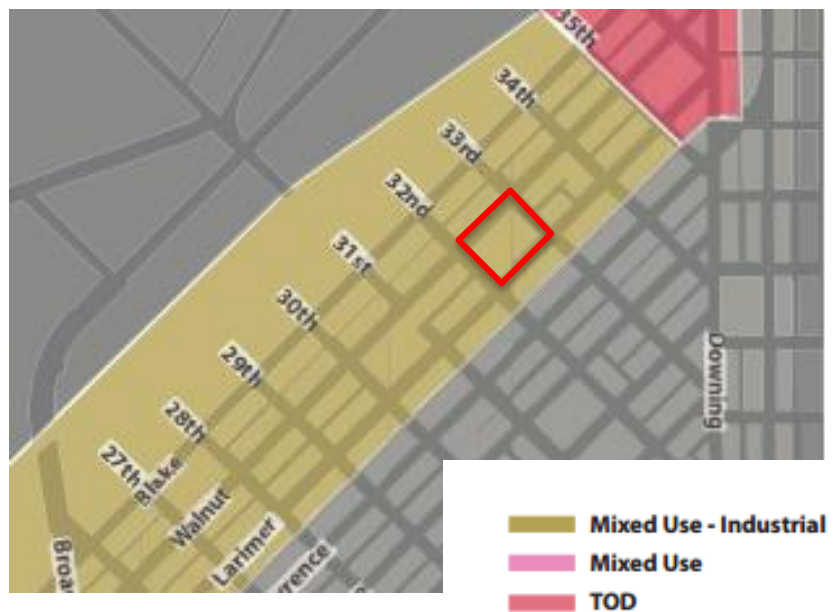 35th
34th
33rd
32nd
31st
30th
29th
28th
27th
Blake
Walnut
Larimer
Downing
Mixed Use - Industrial
Mixed Use
TOD